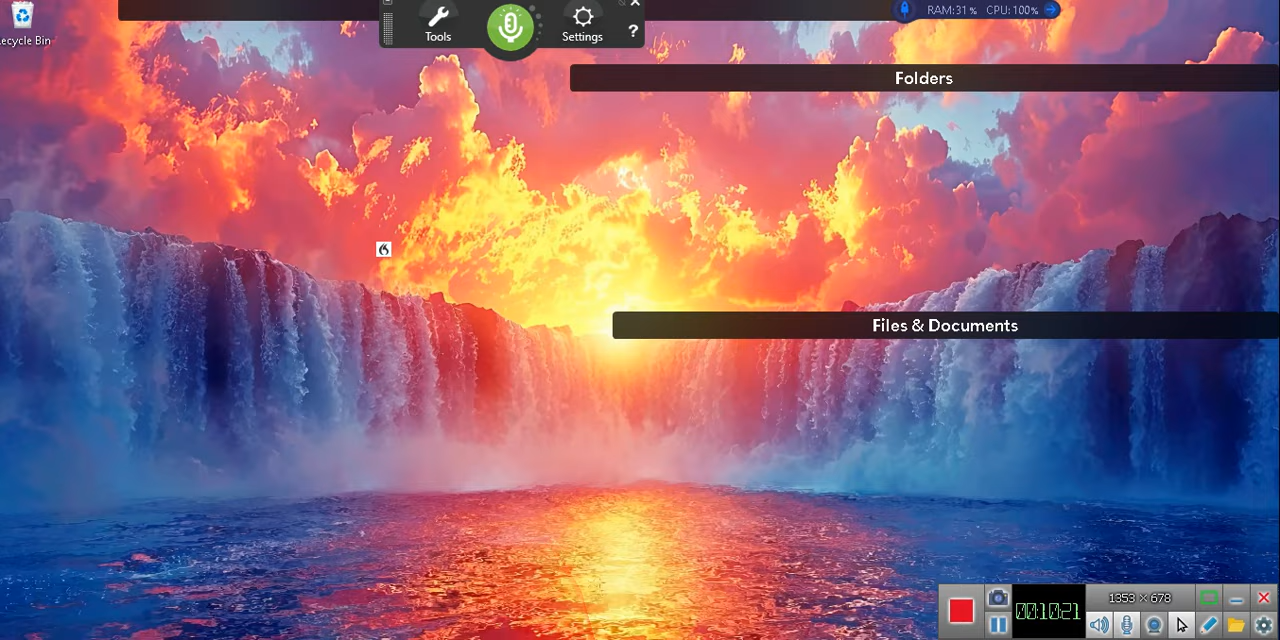 RAM:31% CPU:100%
Tools
Settings
?
ecycle Bin
Folders
Files & Documents
1353 × 678
00:10:21